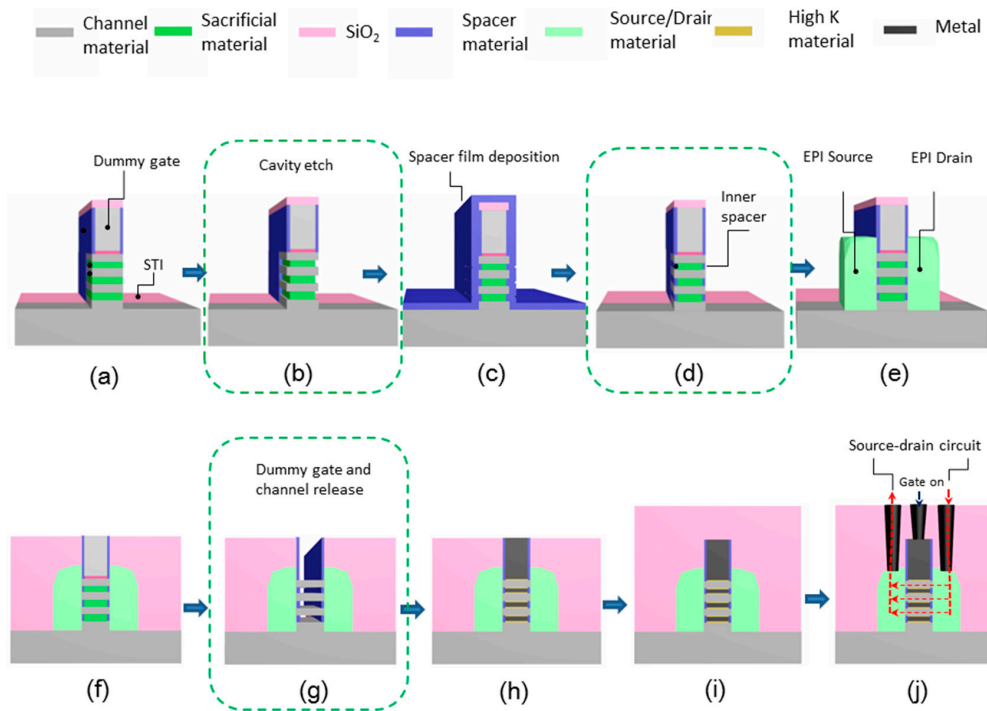 Channel material
Sacrificial material
SiO₂
Spacer material
Source/Drain material
High K material
Metal
Dummy gate
STI
Cavity etch
Spacer film deposition
Inner spacer
EPI Source
EPI Drain
(a)
(b)
(c)
(d)
(e)
Dummy gate and
channel release
Source-drain circuit
Gate on
(f)
(g)
(h)
(i)
(j)